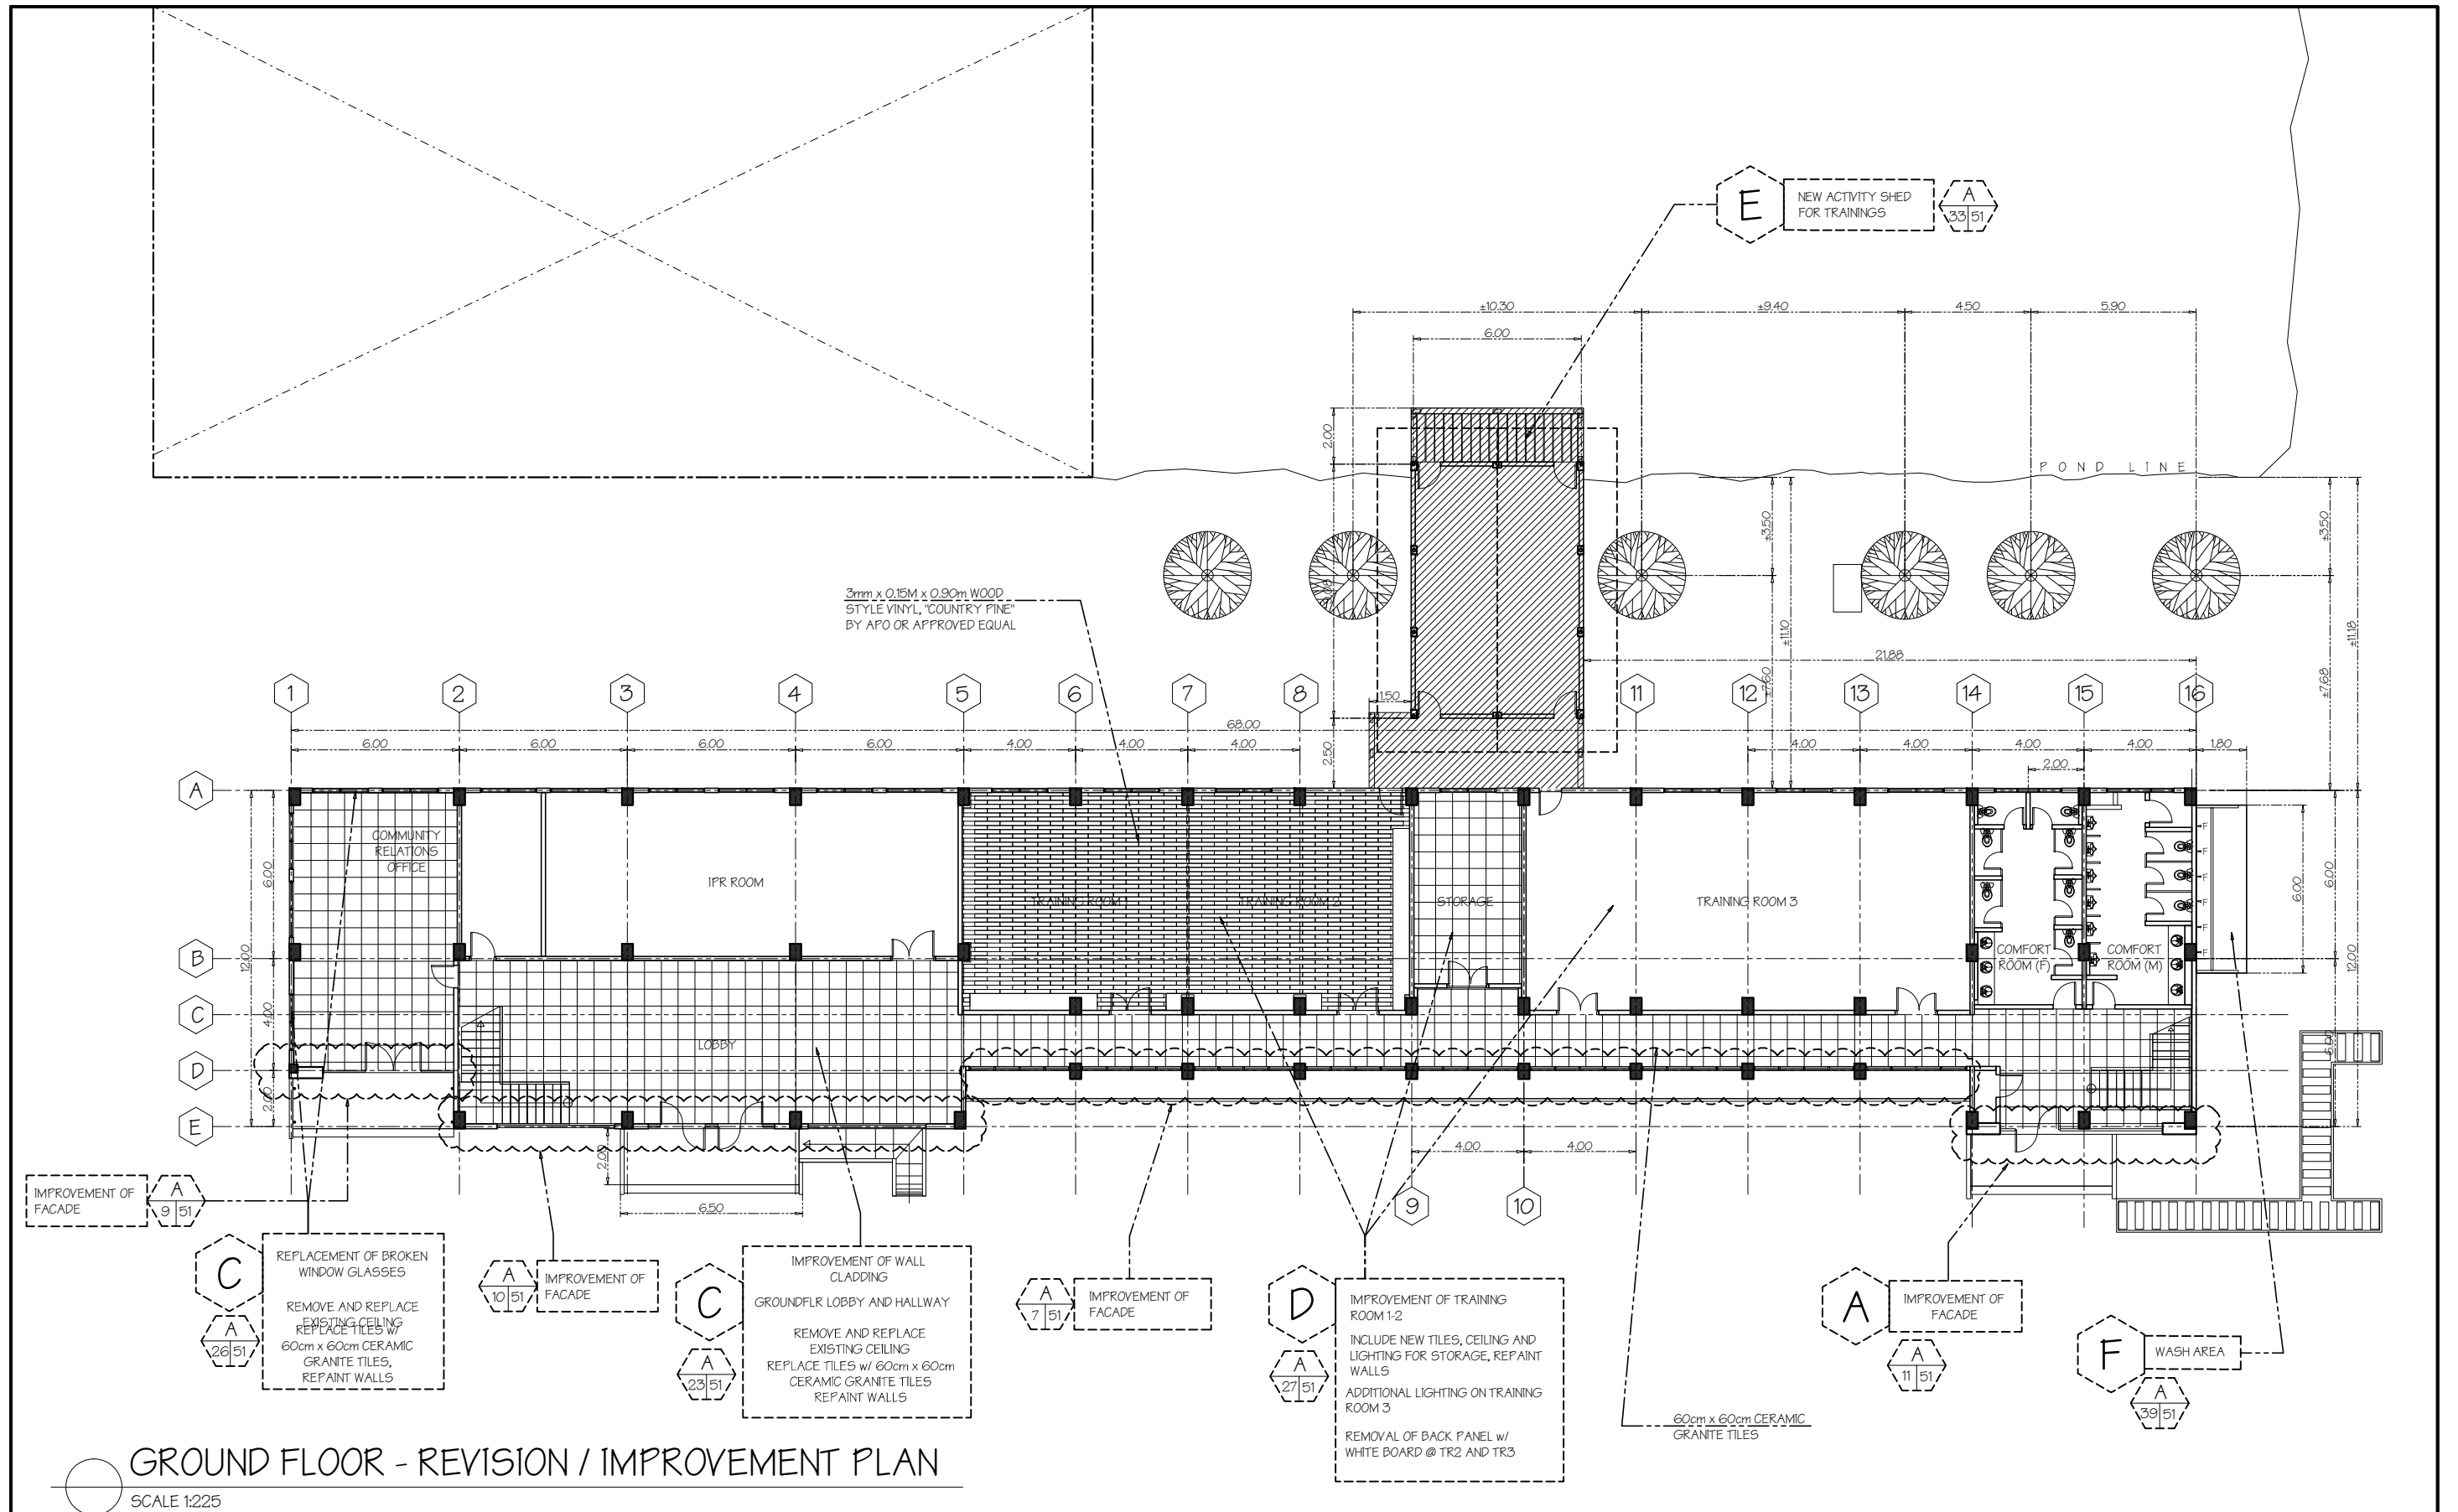 E
NEW ACTIVITY SHED
FOR TRAININGS
A
33 51
±10.30
±9.40
4.50
5.90
6.00
2.00
POND LINE
±3.50
±3.50
3mm x 0.15M x 0.90m WOOD
STYLE VINYL, "COUNTRY PINE"
BY APO OR APPROVED EQUAL
±11.10
±11.18
21.88
±7.60
±7.68
1.50
1
2
3
4
5
6
7
8
11
12
13
14
15
16
68.00
6.00
6.00
6.00
6.00
4.00
4.00
4.00
2.50
4.00
4.00
4.00
4.00
1.80
2.00
A
B
C
D
E
12.00
6.00
4.00
2.00
COMMUNITY
RELATIONS
OFFICE
IPR ROOM
TRAINING ROOM 1
TRAINING ROOM 2
STORAGE
TRAINING ROOM 3
COMFORT
ROOM (F)
COMFORT
ROOM (M)
F
F
F
F
F
F
6.00
6.00
12.00
6.00
LOBBY
2.00
6.50
4.00
4.00
9
10
IMPROVEMENT OF
FACADE
A
9 51
C
REPLACEMENT OF BROKEN
WINDOW GLASSES
REMOVE AND REPLACE
EXISTING CEILING
REPLACE TILES w/
60cm x 60cm CERAMIC
GRANITE TILES,
REPAINT WALLS
A
26 51
A
10 51
IMPROVEMENT OF
FACADE
C
A
23 51
IMPROVEMENT OF WALL
CLADDING
GROUNDFLR LOBBY AND HALLWAY
REMOVE AND REPLACE
EXISTING CEILING
REPLACE TILES w/ 60cm x 60cm
CERAMIC GRANITE TILES
REPAINT WALLS
A
7 51
IMPROVEMENT OF
FACADE
D
A
27 51
IMPROVEMENT OF TRAINING
ROOM 1-2
INCLUDE NEW TILES, CEILING AND
LIGHTING FOR STORAGE, REPAINT
WALLS
ADDITIONAL LIGHTING ON TRAINING
ROOM 3
REMOVAL OF BACK PANEL w/
WHITE BOARD @ TR2 AND TR3
60cm x 60cm CERAMIC
GRANITE TILES
A
IMPROVEMENT OF
FACADE
A
11 51
F
WASH AREA
A
39 51
GROUND FLOOR - REVISION / IMPROVEMENT PLAN
SCALE 1:225